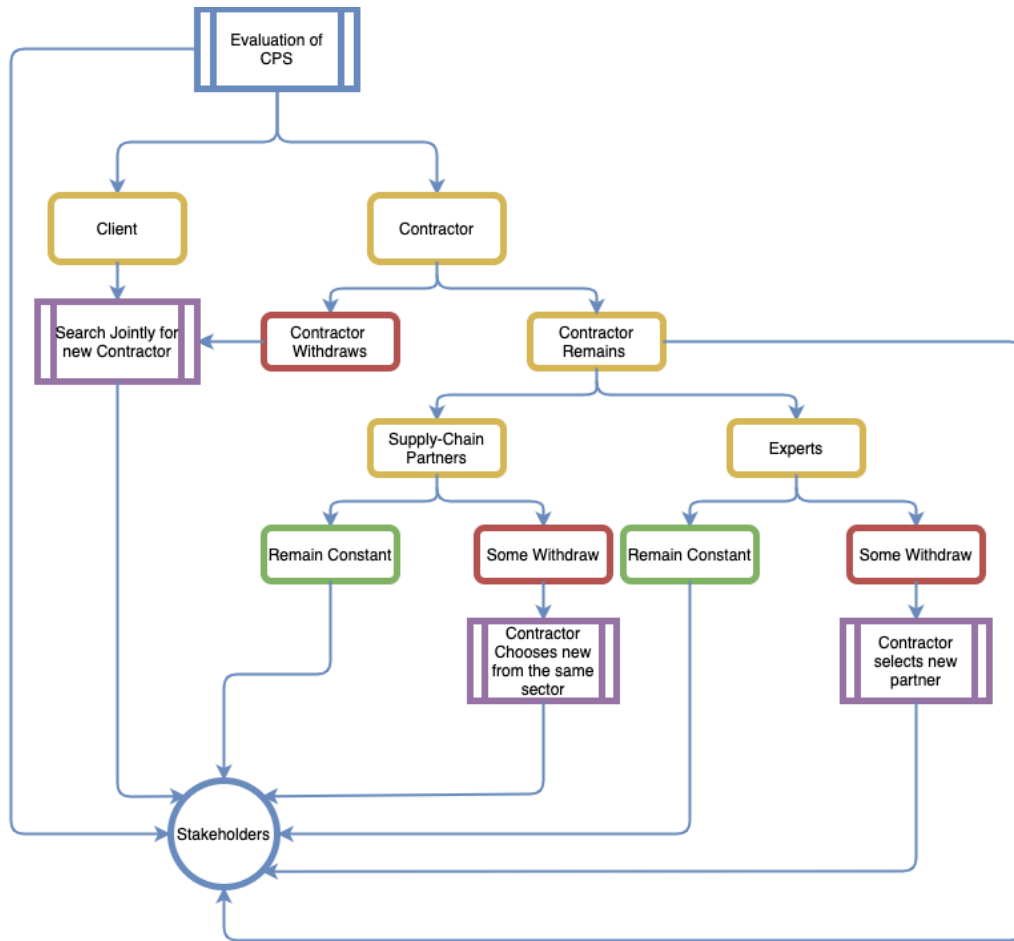 Evaluation of
CPS
Client
Contractor
Search Jointly for
new Contractor
Contractor
Withdraws
Contractor
Remains
Supply-Chain
Partners
Experts
Remain Constant
Some Withdraw
Remain Constant
Some Withdraw
Contractor
Chooses new
from the same
sector
Contractor
selects new
partner
Stakeholders